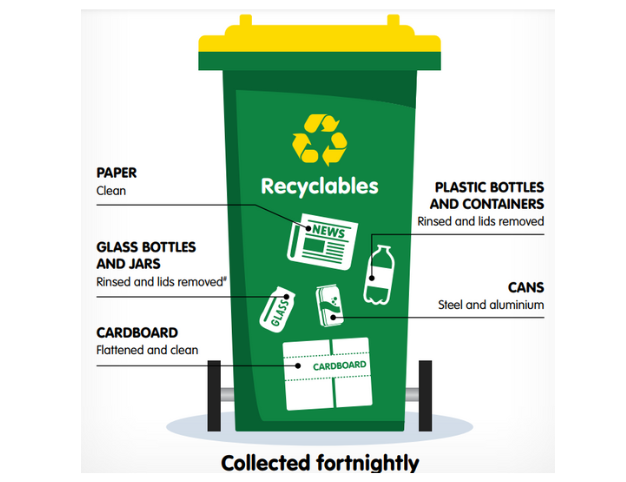 Recyclables
PAPER
Clean
GLASS BOTTLES
AND JARS
Rinsed and lids removed#
CARDBOARD
Flattened and clean
PLASTIC BOTTLES
AND CONTAINERS
Rinsed and lids removed
CANS
Steel and aluminium
NEWS
GLASS
CARDBOARD
Collected fortnightly